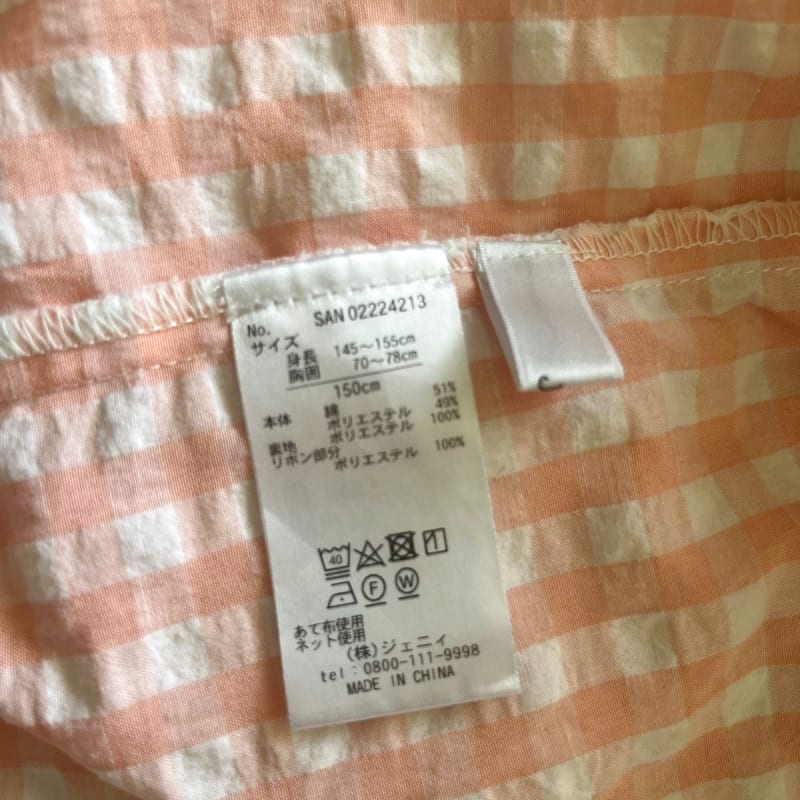 No. SAN 02224213
サイズ
身長 145～155cm
胸囲 70～78cm
150cm
本体 綿 51%
ポリエステル 49%
裏地 ポリエステル 100%
リボン部分
ポリエステル 100%
40
F W
あて布使用
ネット使用
(株)ジェニィ
tel：0800-111-9998
MADE IN CHINA